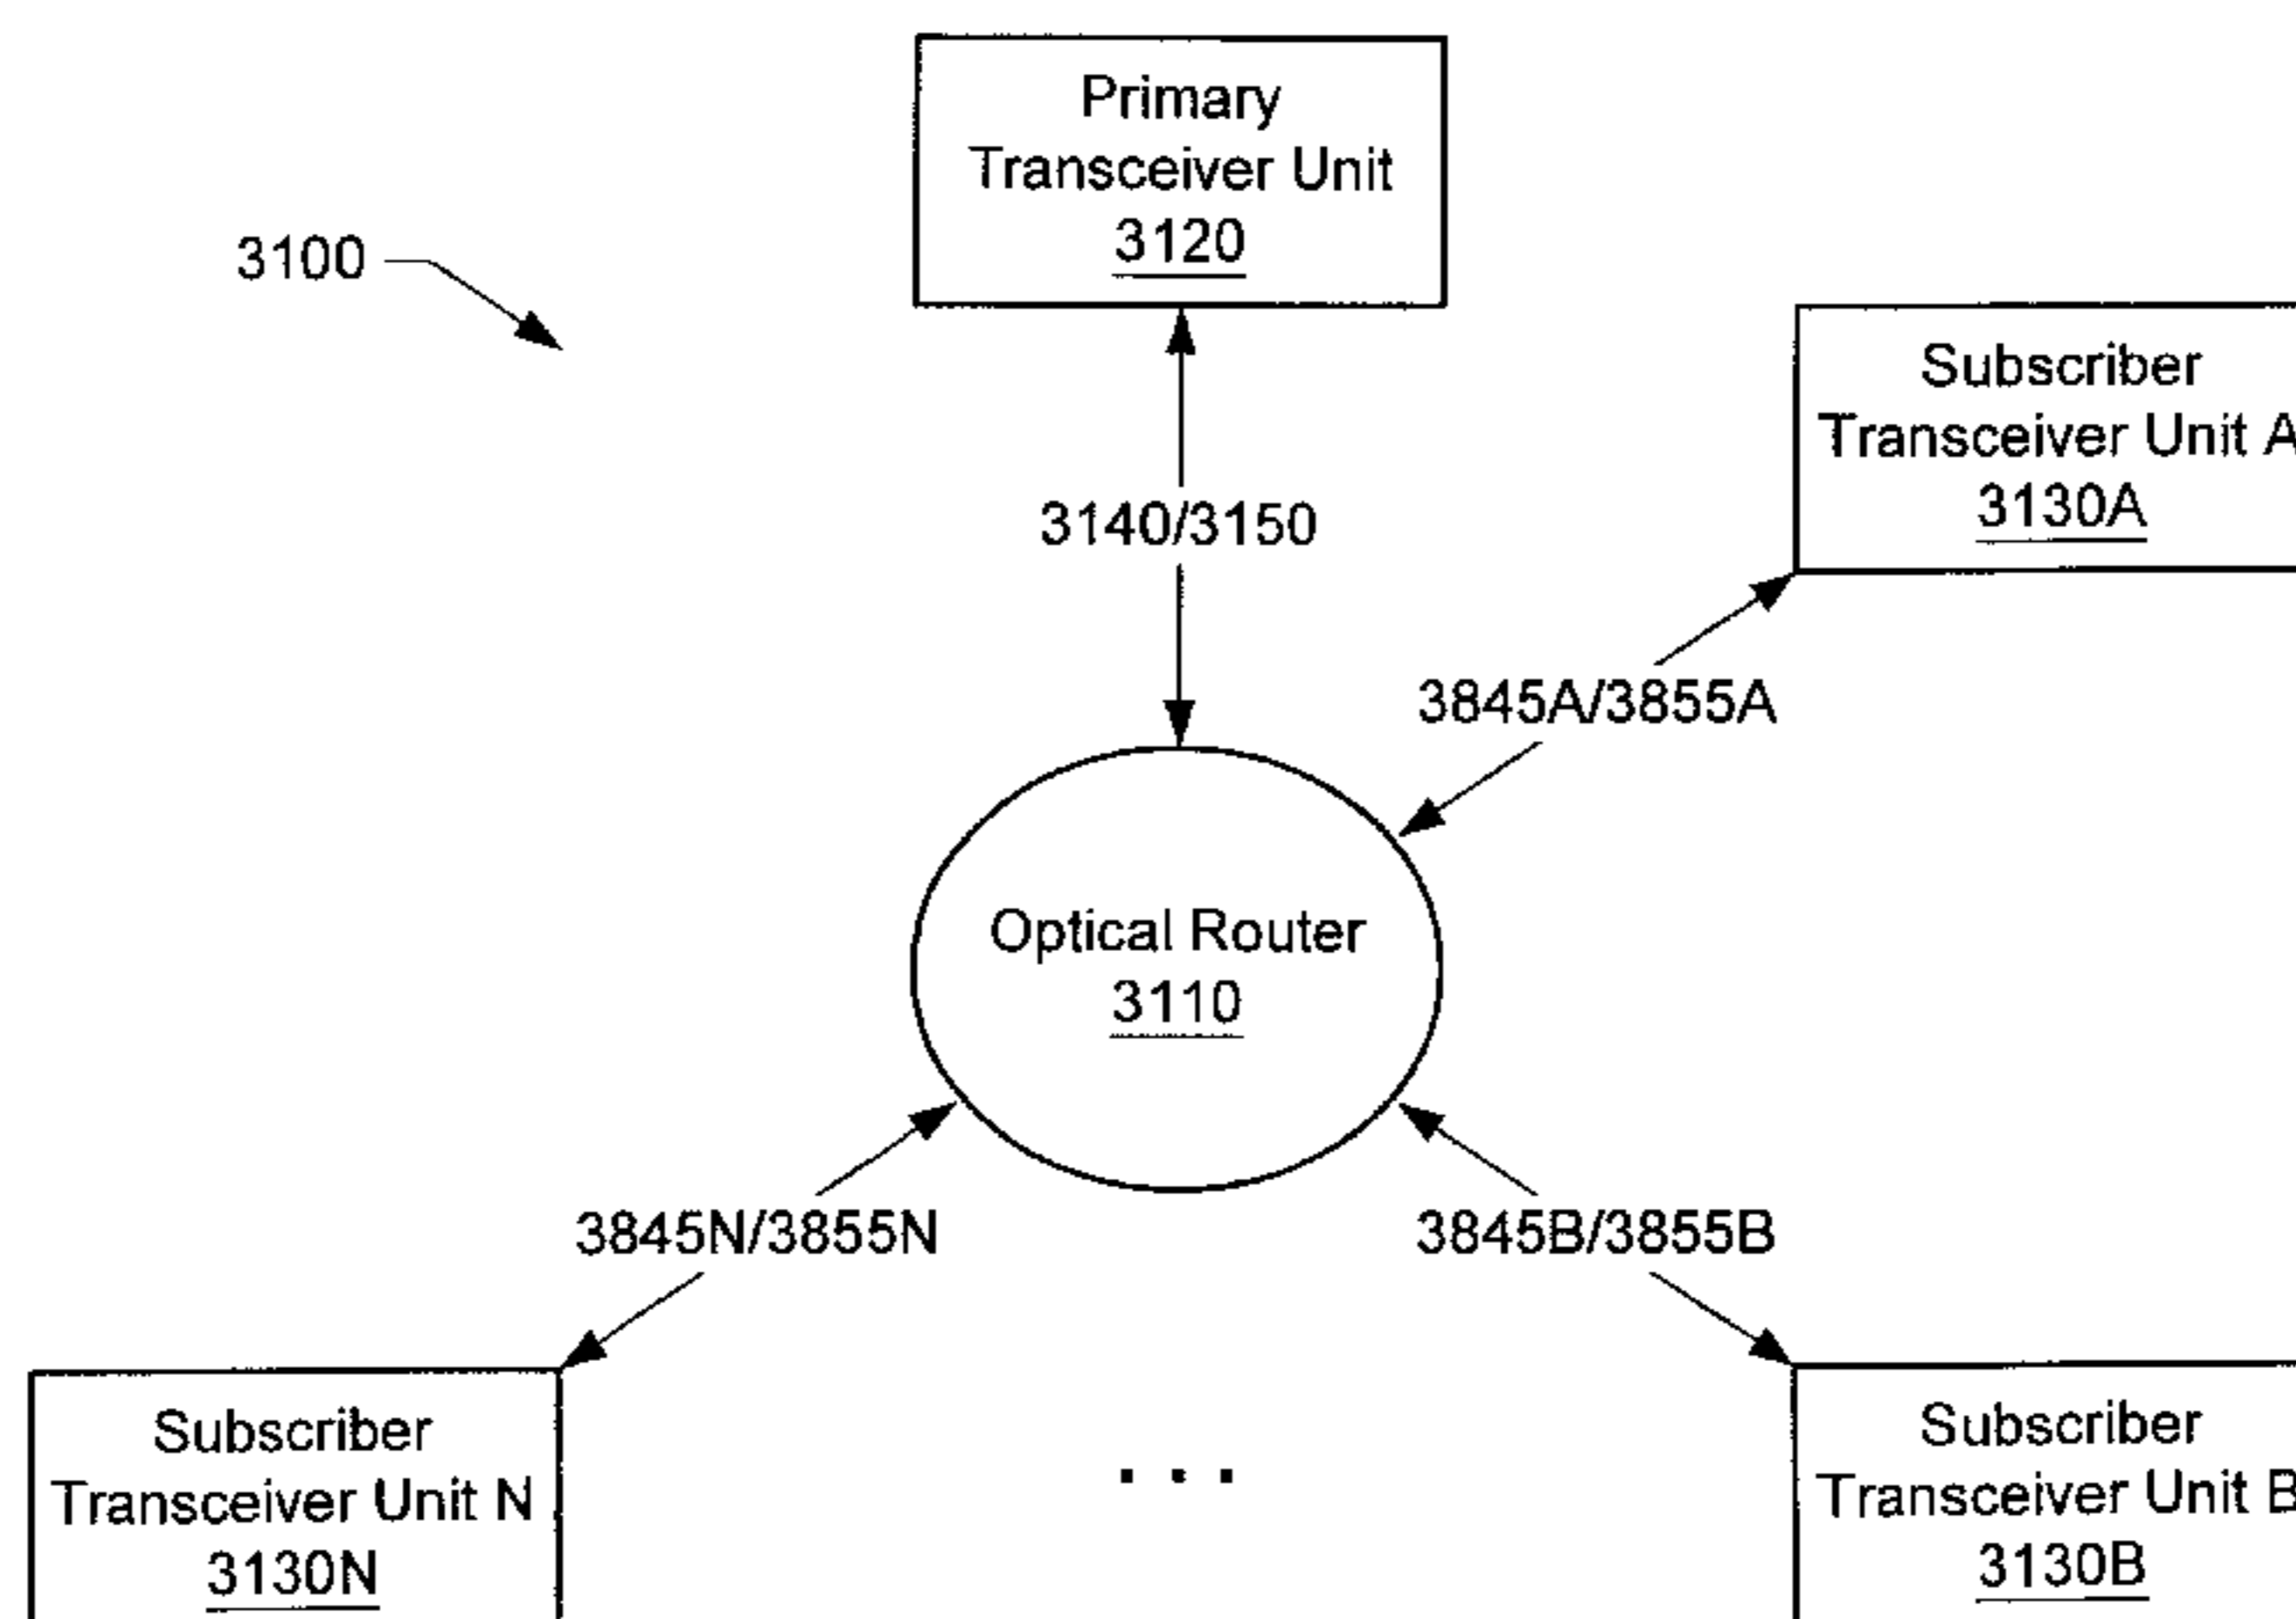 Primary
Transceiver Unit
3120
3100
Subscriber
Transceiver Unit A
3130A
3140/3150
3845A/3855A
Optical Router
3110
3845N/3855N
3845B/3855B
Subscriber
Transceiver Unit N
3130N
. . .
Subscriber
Transceiver Unit B
3130B